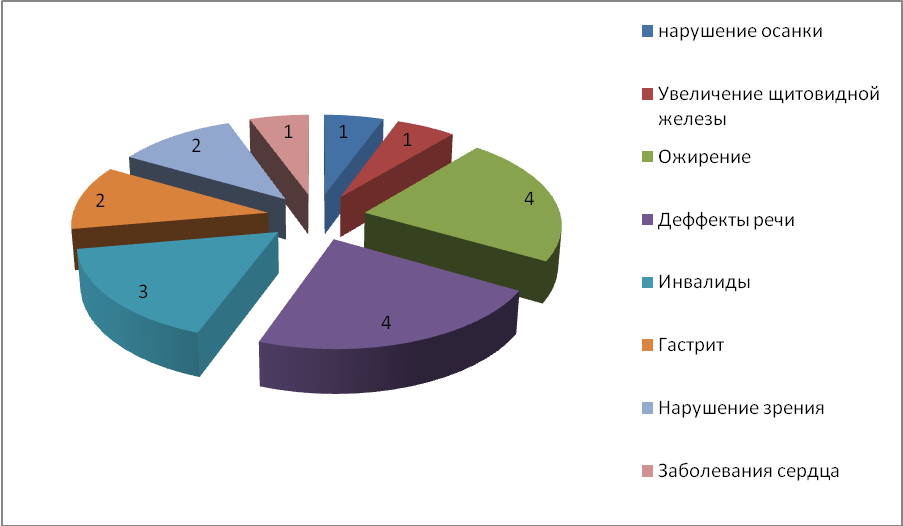 нарушение осанки
Увеличение щитовидной
железы
Ожирение
Деффекты речи
Инвалиды
Гастрит
Нарушение зрения
Заболевания сердца
1
1
4
4
3
2
2
1